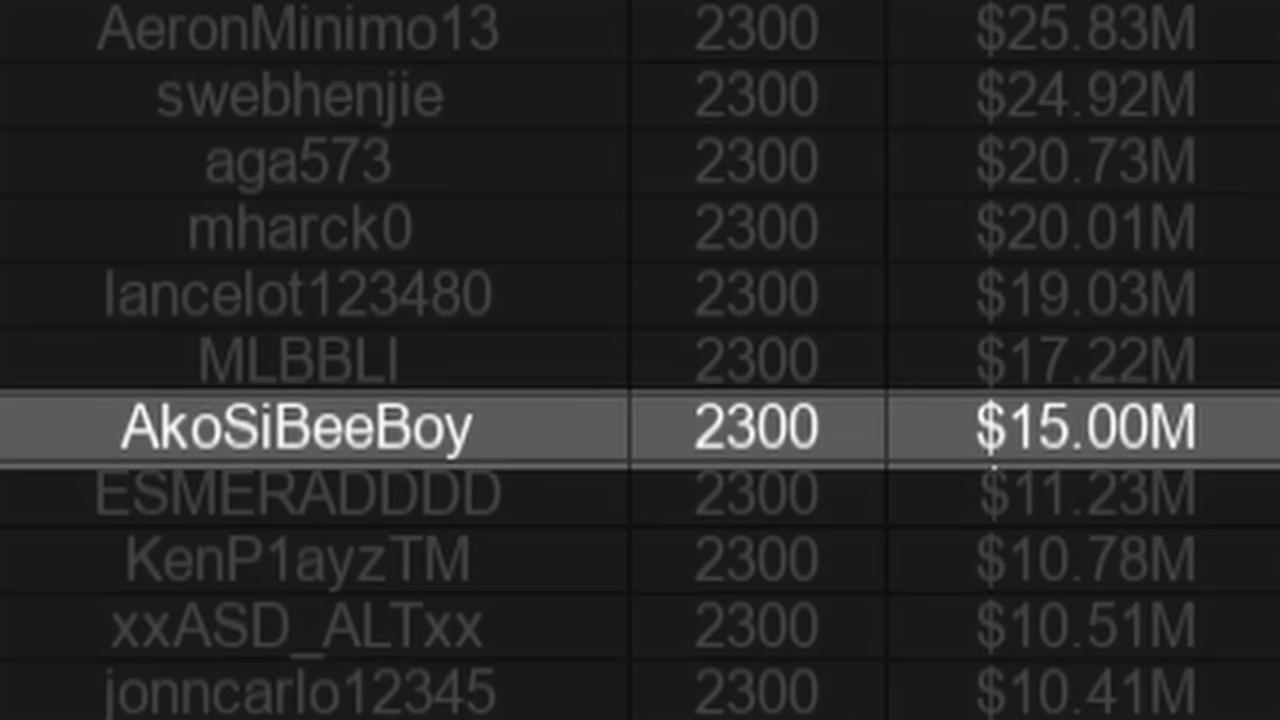 AeronMinimo13 2300 $25.83M
swebhenjie 2300 $24.92M
aga573 2300 $20.73M
mharck0 2300 $20.01M
lancelot123480 2300 $19.03M
MLBBLI 2300 $17.22M
AkoSiBeeBoy 2300 $15.00M
ESMERADDDD 2300 $11.23M
KenP1ayzTM 2300 $10.78M
xxASD_ALTxx 2300 $10.51M
jonncarlo12345 2300 $10.41M